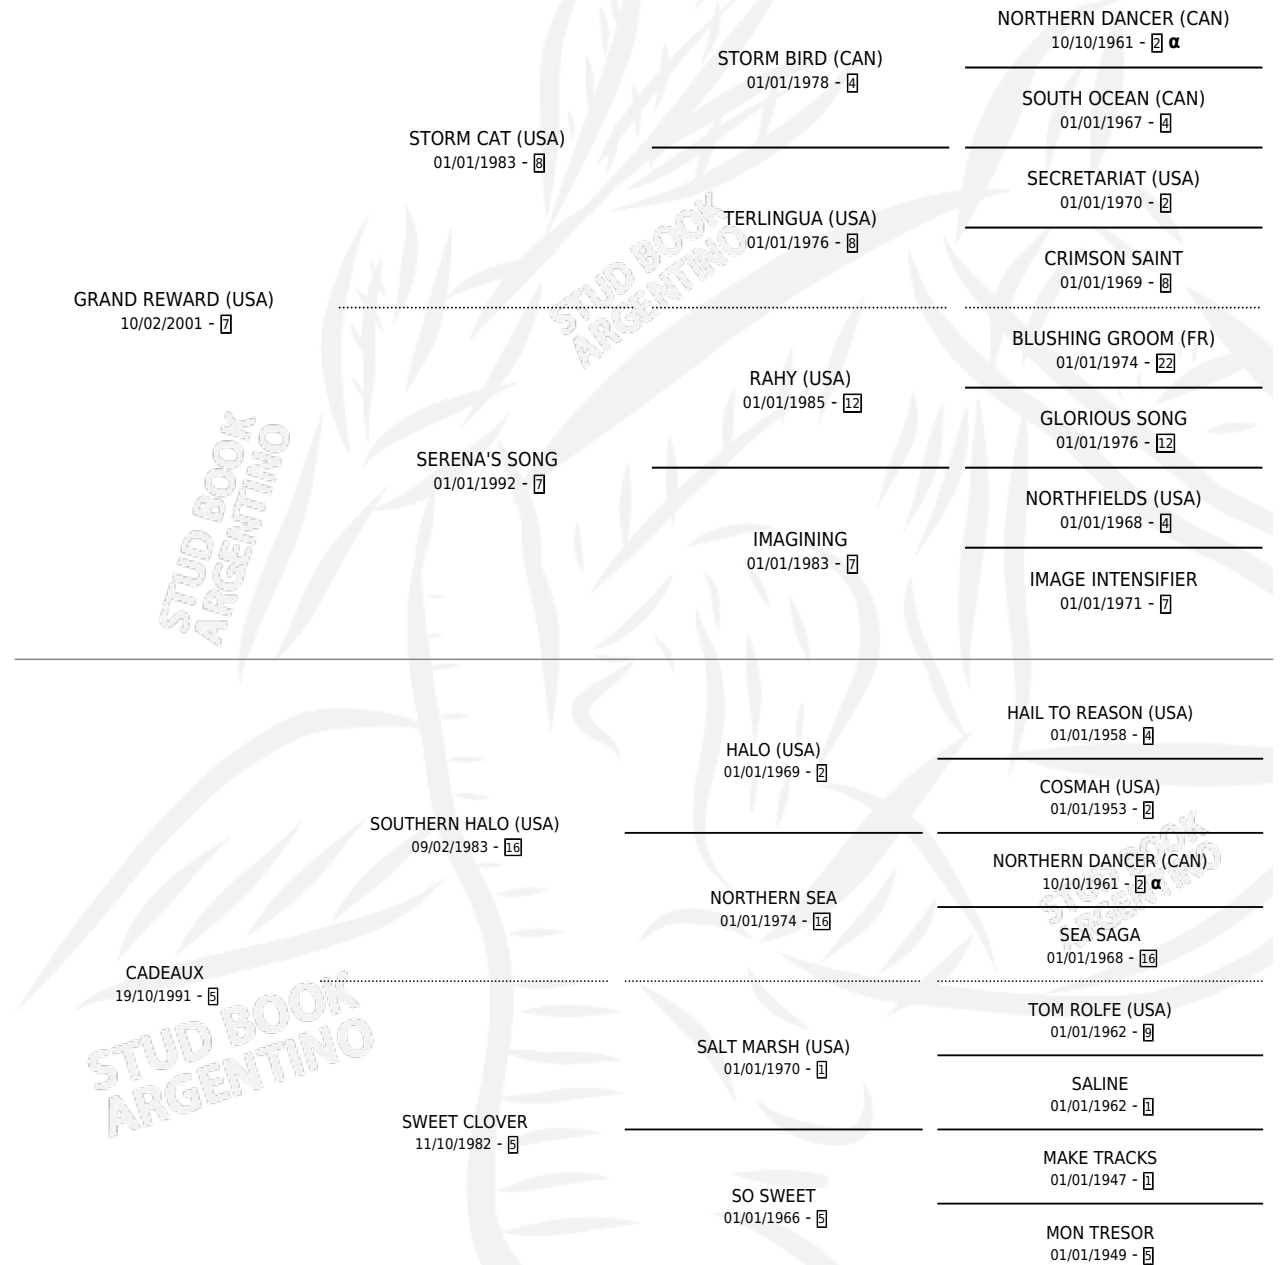 NORTHERN DANCER (CAN)
10/10/1961 - 2 α
STORM BIRD (CAN)
01/01/1978 - 4
SOUTH OCEAN (CAN)
01/01/1967 - 4
STORM CAT (USA)
01/01/1983 - 8
SECRETARIAT (USA)
01/01/1970 - 2
TERLINGUA (USA)
01/01/1976 - 8
CRIMSON SAINT
01/01/1969 - 8
GRAND REWARD (USA)
10/02/2001 - 7
BLUSHING GROOM (FR)
01/01/1974 - 22
RAHY (USA)
01/01/1985 - 12
GLORIOUS SONG
01/01/1976 - 12
SERENA'S SONG
01/01/1992 - 7
NORTHFIELDS (USA)
01/01/1968 - 4
IMAGINING
01/01/1983 - 7
IMAGE INTENSIFIER
01/01/1971 - 7
HAIL TO REASON (USA)
01/01/1958 - 4
HALO (USA)
01/01/1969 - 2
COSMAH (USA)
01/01/1953 - 2
SOUTHERN HALO (USA)
09/02/1983 - 16
NORTHERN DANCER (CAN)
10/10/1961 - 2 α
NORTHERN SEA
01/01/1974 - 16
SEA SAGA
01/01/1968 - 16
CADEAUX
19/10/1991 - 5
TOM ROLFE (USA)
01/01/1962 - 9
SALT MARSH (USA)
01/01/1970 - 1
SALINE
01/01/1962 - 1
SWEET CLOVER
11/10/1982 - 5
MAKE TRACKS
01/01/1947 - 1
SO SWEET
01/01/1966 - 5
MON TRESOR
01/01/1949 - 5
STUD BOOK
ARGENTINO
STUD BOOK
ARGENTINO
STUD BOOK
ARGENTINO
STUD BOOK
ARGENTINO